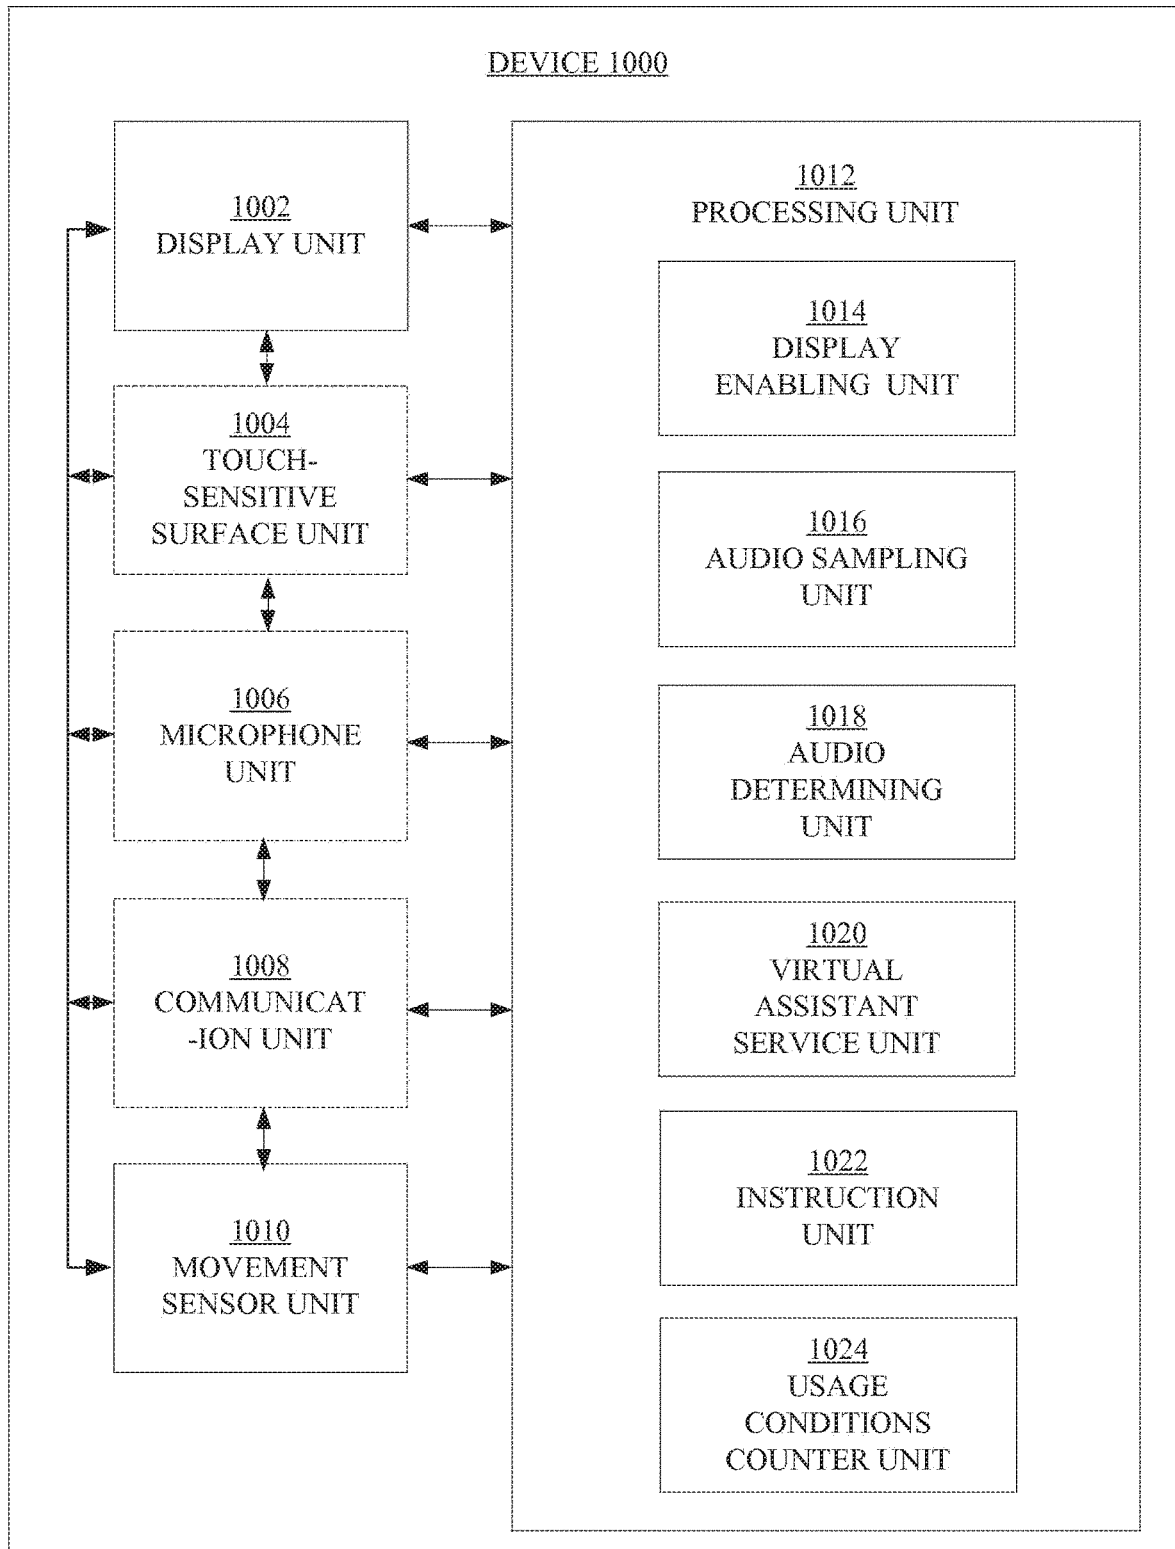 DEVICE 1000
1002
DISPLAY UNIT
1004
TOUCH-
SENSITIVE
SURFACE UNIT
1006
MICROPHONE
UNIT
1008
COMMUNICAT
-ION UNIT
1010
MOVEMENT
SENSOR UNIT
1012
PROCESSING UNIT
1014
DISPLAY
ENABLING UNIT
1016
AUDIO SAMPLING
UNIT
1018
AUDIO
DETERMINING
UNIT
1020
VIRTUAL
ASSISTANT
SERVICE UNIT
1022
INSTRUCTION
UNIT
1024
USAGE
CONDITIONS
COUNTER UNIT